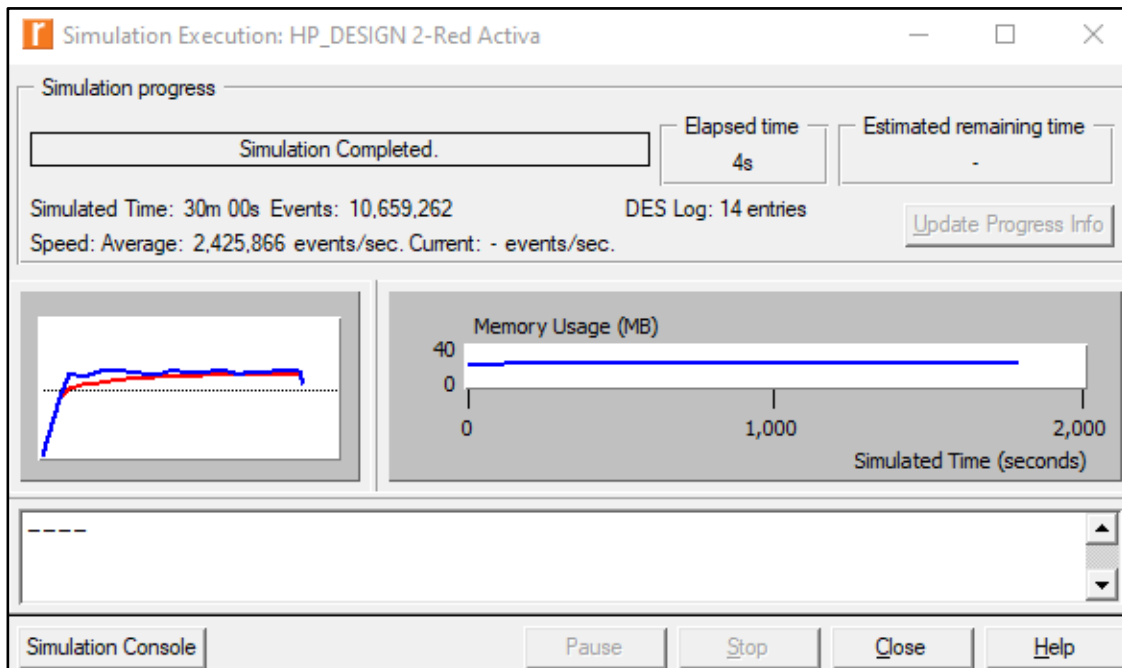 r Simulation Execution: HP_DESIGN 2-Red Activa
Simulation progress
Simulation Completed.
Elapsed time
4s
Estimated remaining time
-
Simulated Time: 30m 00s Events: 10,659,262
DES Log: 14 entries
Speed: Average: 2,425,866 events/sec. Current: - events/sec.
Update Progress Info
Memory Usage (MB)
40
0
0 1,000 2,000
Simulated Time (seconds)
----
Simulation Console Pause Stop Close Help